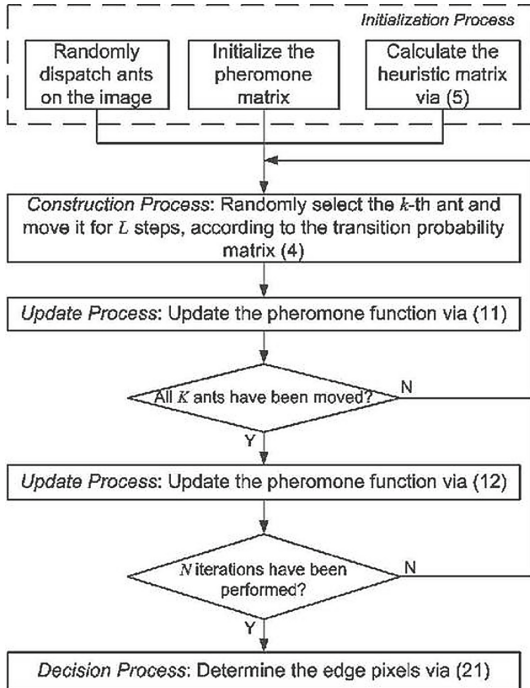 Initialization Process
Randomly
dispatch ants
on the image
Initialize the
pheromone
matrix
Calculate the
heuristic matrix
via (5)
Construction Process: Randomly select the k-th ant and
move it for L steps, according to the transition probability
matrix (4)
Update Process: Update the pheromone function via (11)
All K ants have been moved?
N
Y
Update Process: Update the pheromone function via (12)
N iterations have been
performed?
N
Y
Decision Process: Determine the edge pixels via (21)